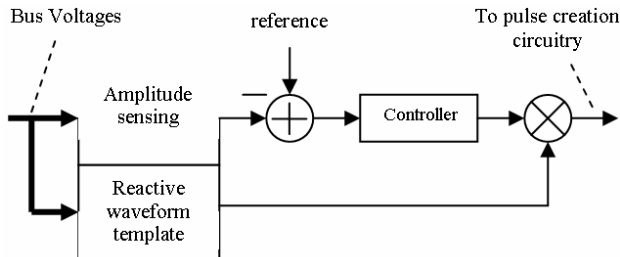 Bus Voltages
reference
To pulse creation
circuitry
Amplitude
sensing
−
Controller
Reactive
waveform
template